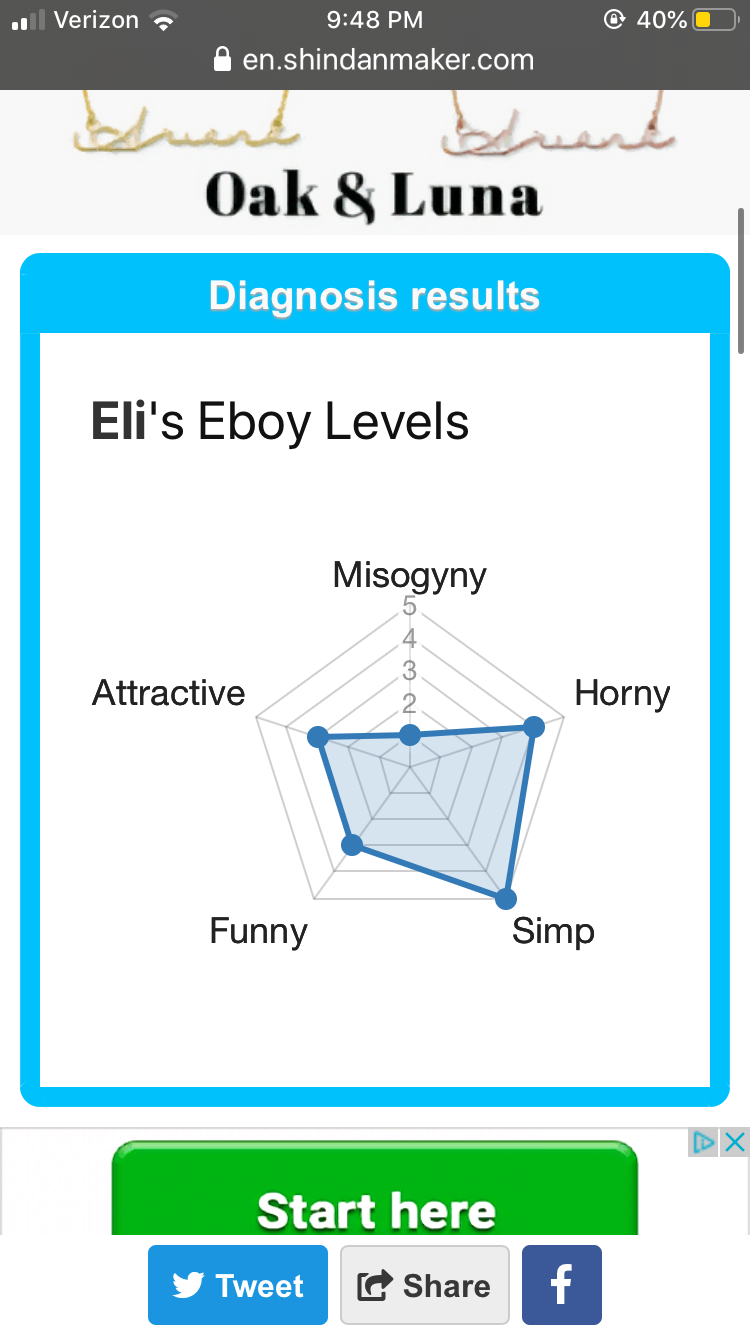 Verizon 9:48 PM 40%
en.shindanmaker.com
Oak & Luna
Diagnosis results
Eli's Eboy Levels
Misogyny
5
4
3
2
Attractive
Horny
Funny
Simp
Start here
Tweet
Share
f